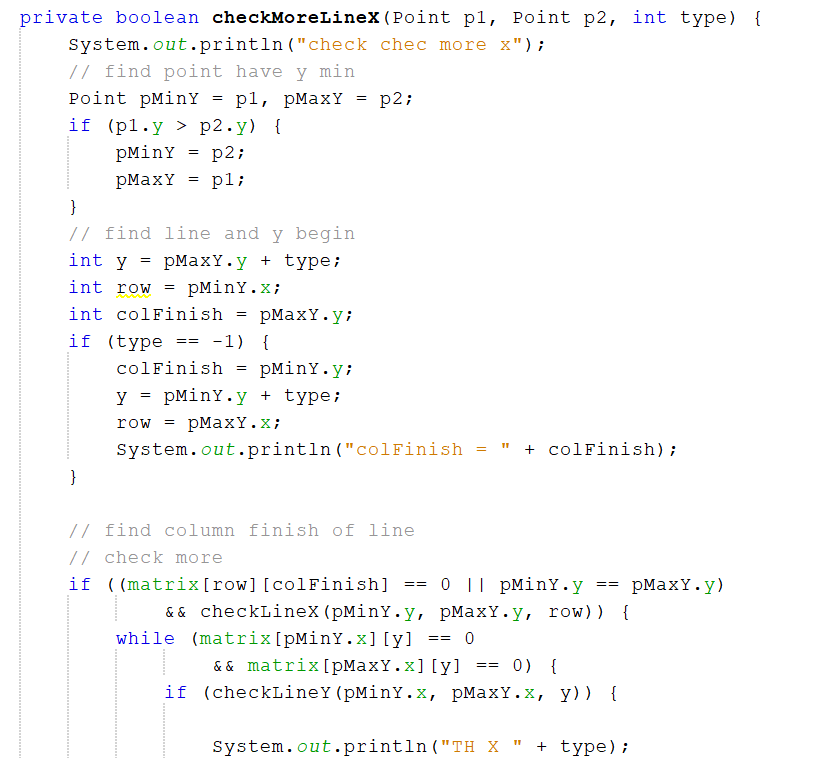 private boolean checkMoreLineX(Point p1, Point p2, int type) {
System.out.println("check chec more x");
// find point have y min
Point pMinY = p1, pMaxY = p2;
if (p1.y > p2.y) {
pMinY = p2;
pMaxY = p1;
}
// find line and y begin
int y = pMaxY.y + type;
int row = pMinY.x;
int colFinish = pMaxY.y;
if (type == -1) {
colFinish = pMinY.y;
y = pMinY.y + type;
row = pMaxY.x;
System.out.println("colFinish = " + colFinish);
}
// find column finish of line
// check more
if ((matrix[row][colFinish] == 0 || pMinY.y == pMaxY.y)
&& checkLineX(pMinY.y, pMaxY.y, row)) {
while (matrix[pMinY.x][y] == 0
&& matrix[pMaxY.x][y] == 0) {
if (checkLineY(pMinY.x, pMaxY.x, y)) {
System.out.println("TH X " + type);